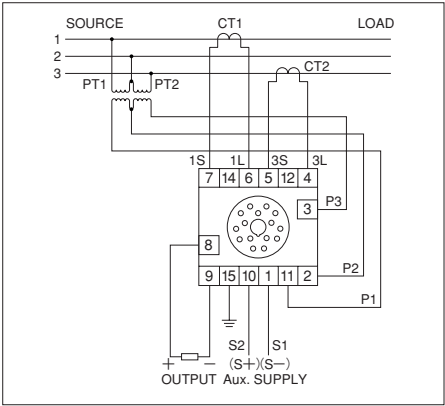 SOURCE CT1 LOAD
1
2
3 CT2
PT1 PT2
1S 1L 3S 3L
7 14 6 5 12 4
3 P3
8
P2
9 15 10 1 11 2
P1
S2 S1
+ − (S+)(S−)
OUTPUT Aux. SUPPLY